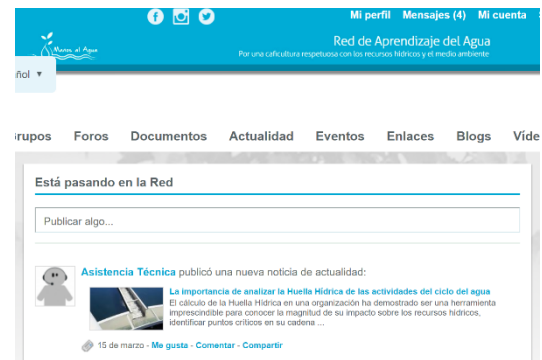 Mi perfil Mensajes (4) Mi cuenta
Manos al Agua
Red de Aprendizaje del Agua
Por una caficultura respetuosa con los recursos hídricos y el medio ambiente
ñol
rupos Foros Documentos Actualidad Eventos Enlaces Blogs Víde
Está pasando en la Red
Publicar algo...
Asistencia Técnica publicó una nueva noticia de actualidad:
La importancia de analizar la Huella Hídrica de las actividades del ciclo del agua
El cálculo de la Huella Hídrica en una organización ha demostrado ser una herramienta
imprescindible para conocer la magnitud de su impacto sobre los recursos hídricos,
identificar puntos críticos en su cadena ...
15 de marzo - Me gusta - Comentar - Compartir